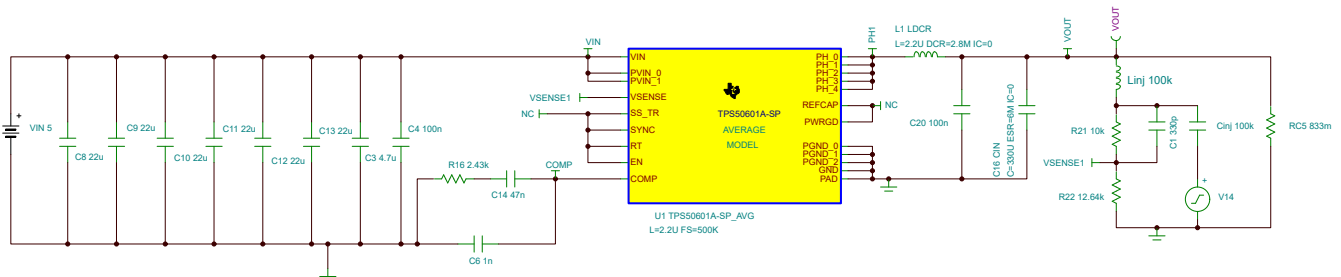 VIN 5
C8 22u
C9 22u
C10 22u
C11 22u
C12 22u
C13 22u
C3 4.7u
C4 100n
R16 2.43k
C14 47n
C6 1n
COMP
VIN
VSENSE1
NC
VIN
PVIN_0
PVIN_1
VSENSE
SS_TR
SYNC
RT
EN
COMP
TPS50601A-SP
AVERAGE
MODEL
PH_0
PH_1
PH_2
PH_3
PH_4
REFCAP
PWRGD
PGND_0
PGND_1
PGND_2
GND
PAD
U1 TPS50601A-SP_AVG
L=2.2U FS=500K
PH1
NC
L1 LDCR
L=2.2U DCR=2.8M IC=0
C20 100n
C16 CIN
C=330U ESR=6M IC=0
VOUT
VOUT
Linj 100k
R21 10k
C1 330p
Cinj 100k
VSENSE1
R22 12.64k
V14
RC5 833m